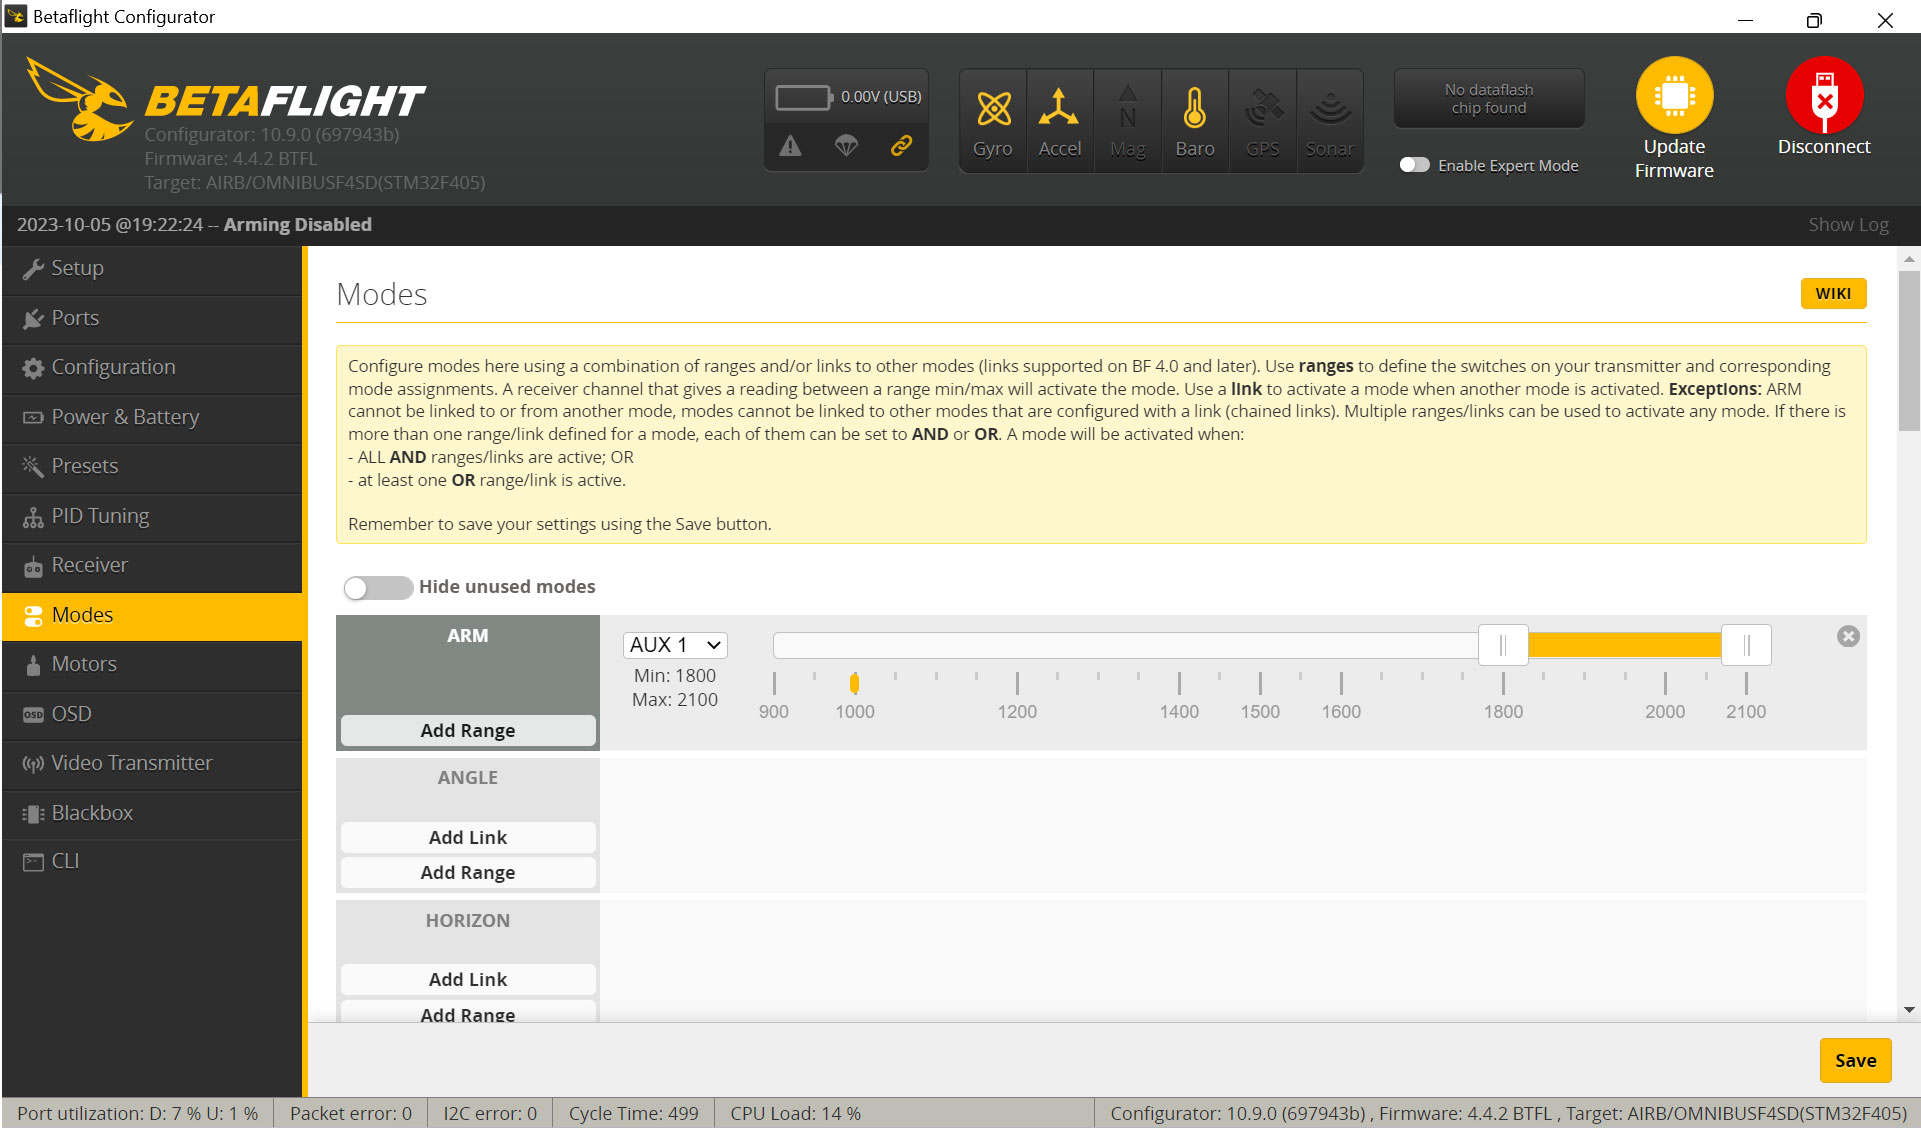 Betaflight Configurator
BETAFLIGHT
Configurator: 10.9.0 (697943b)
Firmware: 4.4.2 BTFL
Target: AIRB/OMNIBUSF4SD(STM32F405)
0.00V (USB)
Gyro
Accel
N
Mag
Baro
GPS
Sonar
No dataflash
chip found
Enable Expert Mode
Update
Firmware
Disconnect
2023-10-05 @19:22:24 -- Arming Disabled
Show Log
Setup
Ports
Configuration
Power & Battery
Presets
PID Tuning
Receiver
Modes
Motors
OSD OSD
Video Transmitter
Blackbox
CLI
Modes
WIKI
Configure modes here using a combination of ranges and/or links to other modes (links supported on BF 4.0 and later). Use ranges to define the switches on your transmitter and corresponding
mode assignments. A receiver channel that gives a reading between a range min/max will activate the mode. Use a link to activate a mode when another mode is activated. Exceptions: ARM
cannot be linked to or from another mode, modes cannot be linked to other modes that are configured with a link (chained links). Multiple ranges/links can be used to activate any mode. If there is
more than one range/link defined for a mode, each of them can be set to AND or OR. A mode will be activated when:
- ALL AND ranges/links are active; OR
- at least one OR range/link is active.
Remember to save your settings using the Save button.
Hide unused modes
ARM
Add Range
AUX 1
Min: 1800
Max: 2100
900 1000 1200 1400 1500 1600 1800 2000 2100
ANGLE
Add Link
Add Range
HORIZON
Add Link
Add Range
Save
Port utilization: D: 7 % U: 1 %
Packet error: 0
I2C error: 0
Cycle Time: 499
CPU Load: 14 %
Configurator: 10.9.0 (697943b) , Firmware: 4.4.2 BTFL , Target: AIRB/OMNIBUSF4SD(STM32F405)